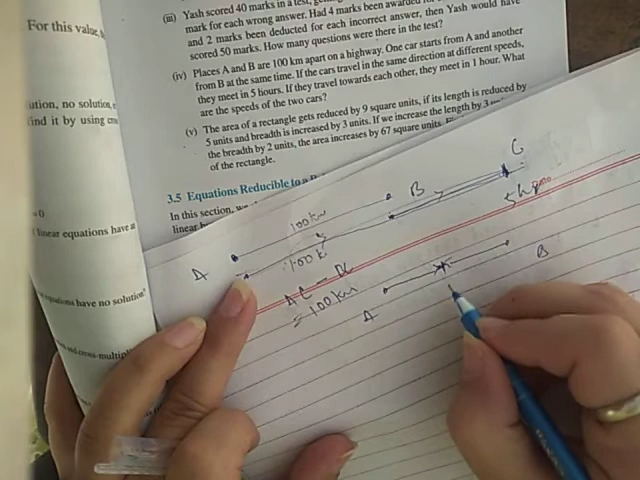 For this value,
ution, no solution,
find it by using
= 0
linear equations have
equations have no solution?
and cross-multip
(iii) Yash scored 40 marks in a test,
mark for each wrong answer. Had 4 marks been awarded
and 2 marks been deducted for each incorrect answer, then Yash would have
scored 50 marks. How many questions were there in the test?
(iv) Places A and B are 100 km apart on a highway. One car starts from A and another
from B at the same time. If the cars travel in the same direction at different speeds,
they meet in 5 hours. If they travel towards each other, they meet in 1 hour. What
are the speeds of the two cars?
(v) The area of a rectangle gets reduced by 9 square units, if its length is reduced by
5 units and breadth is increased by 3 units. If we increase the length by 3
the breadth by 2 units, the area increases by 67 square units.
of the rectangle.
3.5 Equations Reducible to a
In this section,
linear
A
100 km
B
C
100 k
AC –
= 100 km
A
B